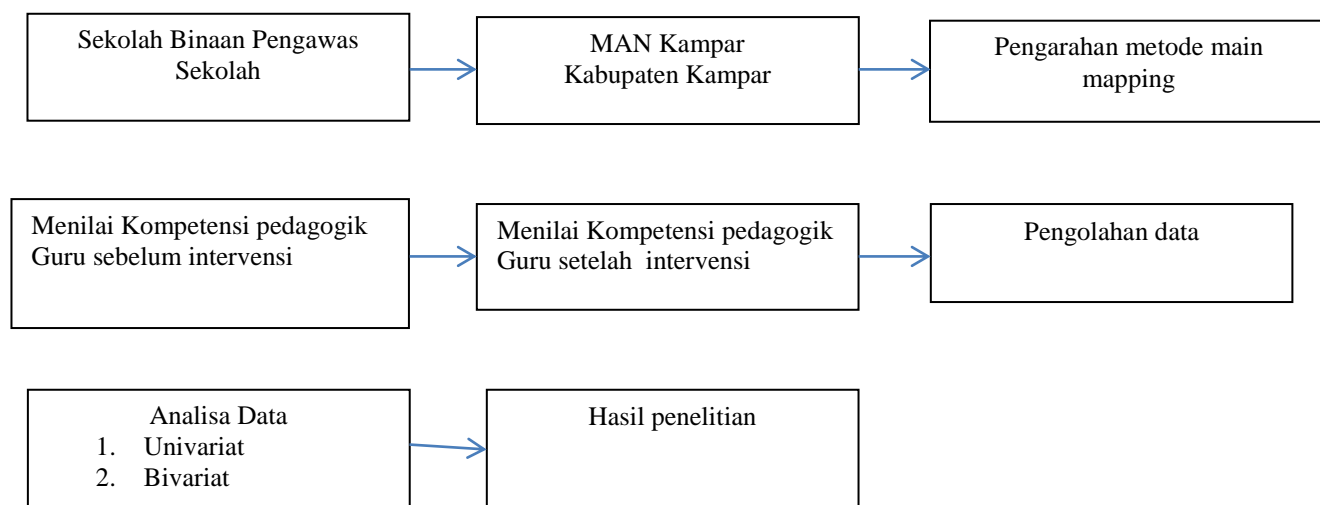 Sekolah Binaan Pengawas
Sekolah
MAN Kampar
Kabupaten Kampar
Pengarahan metode main
mapping
Menilai Kompetensi pedagogik
Guru sebelum intervensi
Menilai Kompetensi pedagogik
Guru setelah intervensi
Pengolahan data
Analisa Data
1. Univariat
2. Bivariat
Hasil penelitian